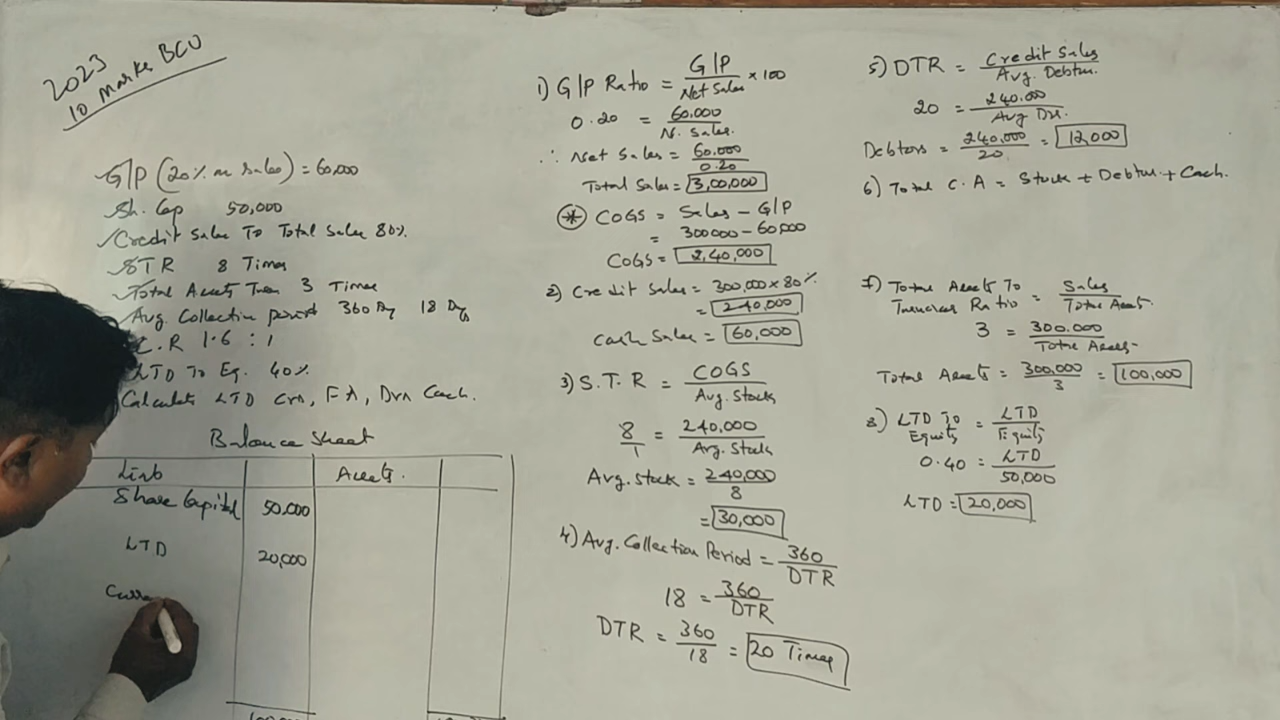 2023
10 Marks BCU
G/P (20% on Sales) = 60,000
Sh. Cap 50,000
Credit Sales To Total Sales 80%
STR 8 Times
Total Assets Turn 3 Times
Avg. Collection period 360 Dy 18 Dys
C.R 1.6 : 1
LTD To Eq. 40%
Calculate LTD Crs, FA, Drs Cash.
Balance Sheet
Liab Assets.
Share Capital 50,000
LTD 20,000
Curre
1) G/P Ratio = G/P / Net Sales × 100
0.20 = 60,000 / N. Sales.
∴ Net Sales = 60,000 / 0.20
Total Sales = 3,00,000
* COGS = Sales - G/P
= 300000 - 60,000
COGS = 2,40,000
2) Credit Sales = 300,000 × 80%
= 240,000
Cash Sales = 60,000
3) S.T.R = COGS / Avg. Stock
8 / 1 = 240,000 / Avg. Stock
Avg. Stock = 240,000 / 8
= 30,000
4) Avg. Collection Period = 360 / DTR
18 = 360 / DTR
DTR = 360 / 18 = 20 Times
5) DTR = Credit Sales / Avg. Debtors.
20 = 240,000 / Avg Drs.
Debtors = 240,000 / 20 = 12,000
6) Total C.A = Stock + Debtors + Cash.
7) Total Assets To = Sales / Total Assets.
Turnover Ratio
3 = 300,000 / Total Assets
Total Assets = 300,000 / 3 = 100,000
8) LTD To Equity = LTD / Equity
0.40 = LTD / 50,000
LTD = 20,000